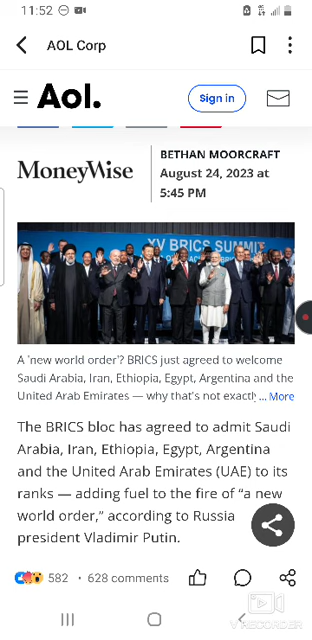 11:52
AOL Corp
Aol.
Sign in
MoneyWise
BETHAN MOORCRAFT
AUGUST 24, 2023 at
5:45 PM
XV BRICS SUMMIT
A 'new world order'? BRICS just agreed to welcome
Saudi Arabia, Iran, Ethiopia, Egypt, Argentina and the
United Arab Emirates — why that's not exactly ... More
The BRICS bloc has agreed to admit Saudi
Arabia, Iran, Ethiopia, Egypt, Argentina
and the United Arab Emirates (UAE) to its
ranks — adding fuel to the fire of “a new
world order,” according to Russia
president Vladimir Putin.
582 • 628 comments
V RECORDER